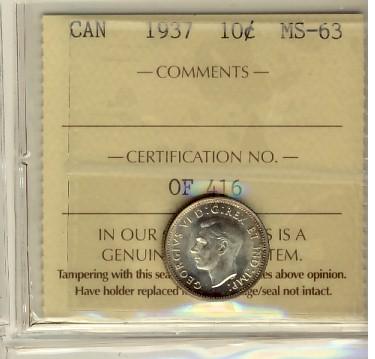 CAN 1937 10¢ MS-63
— COMMENTS —
— CERTIFICATION NO. —
OF 416
IN OUR S IS A
GENUIN TEM.
Tampering with this sea es above opinion.
Have holder replaced ge/seal not intact.
GEORGIVS VI D:G:REX ET IND:IMP: